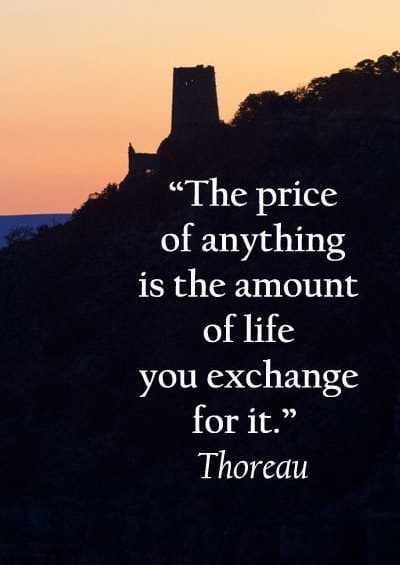 “The price
of anything
is the amount
of life
you exchange
for it.”
Thoreau